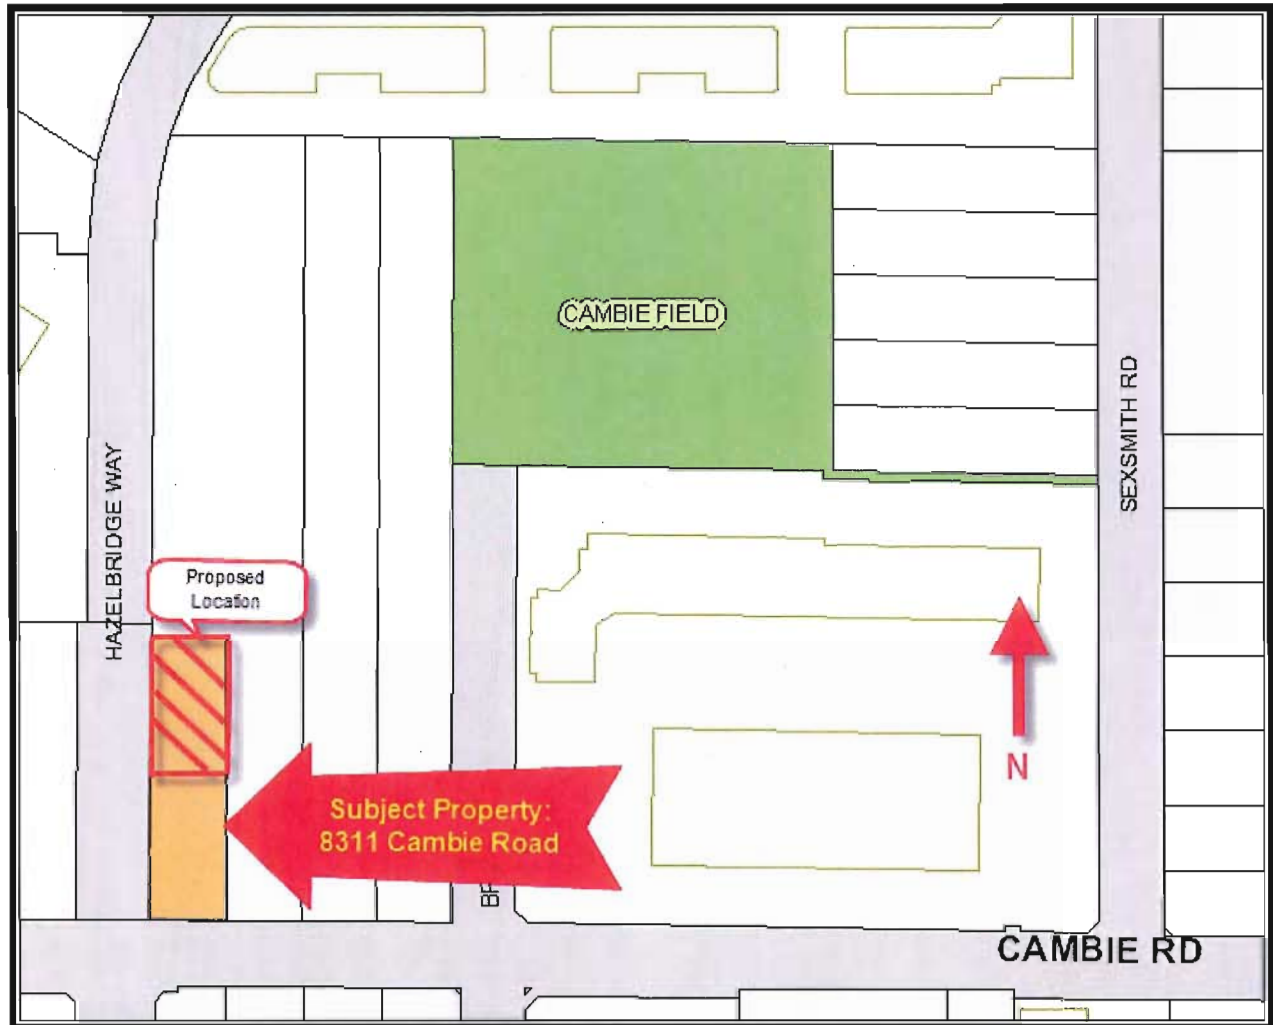 CAMBIE FIELD
SEXSMITH RD
HAZELBRIDGE WAY
Proposed
Location
N
Subject Property:
8311 Cambie Road
CAMBIE RD